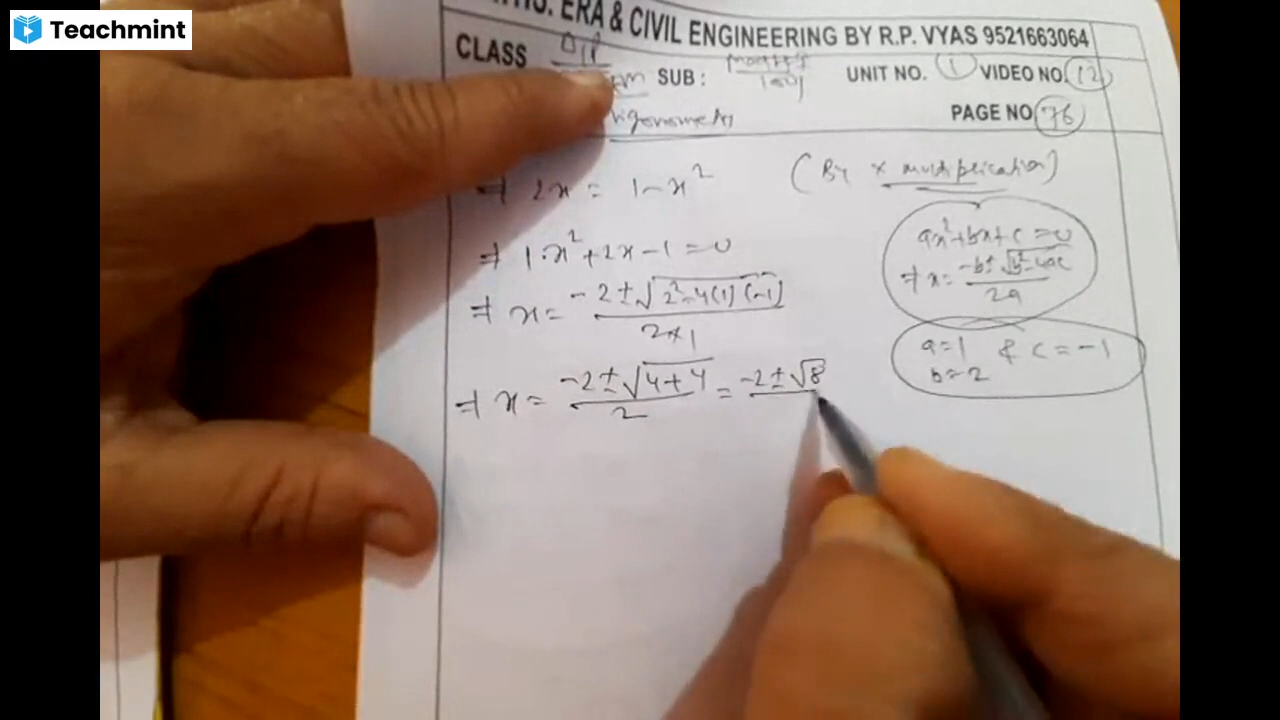 Teachmint
. ERA & CIVIL ENGINEERING BY R.P. VYAS 9521663064
CLASS SUB : UNIT NO. 1 VIDEO NO. 12
PAGE NO 76
⇒ 2x = 1-x² (By × multiplication)
⇒ 1·x²+2x-1=0
⇒ x = -2±√2²-4(1)(-1) / 2×1
⇒ x = -2±√4+4 / 2 = -2±√8
ax²+bx+c=0
⇒ x = -b±√b²-4ac / 2a
a=1 & c=-1
b=2